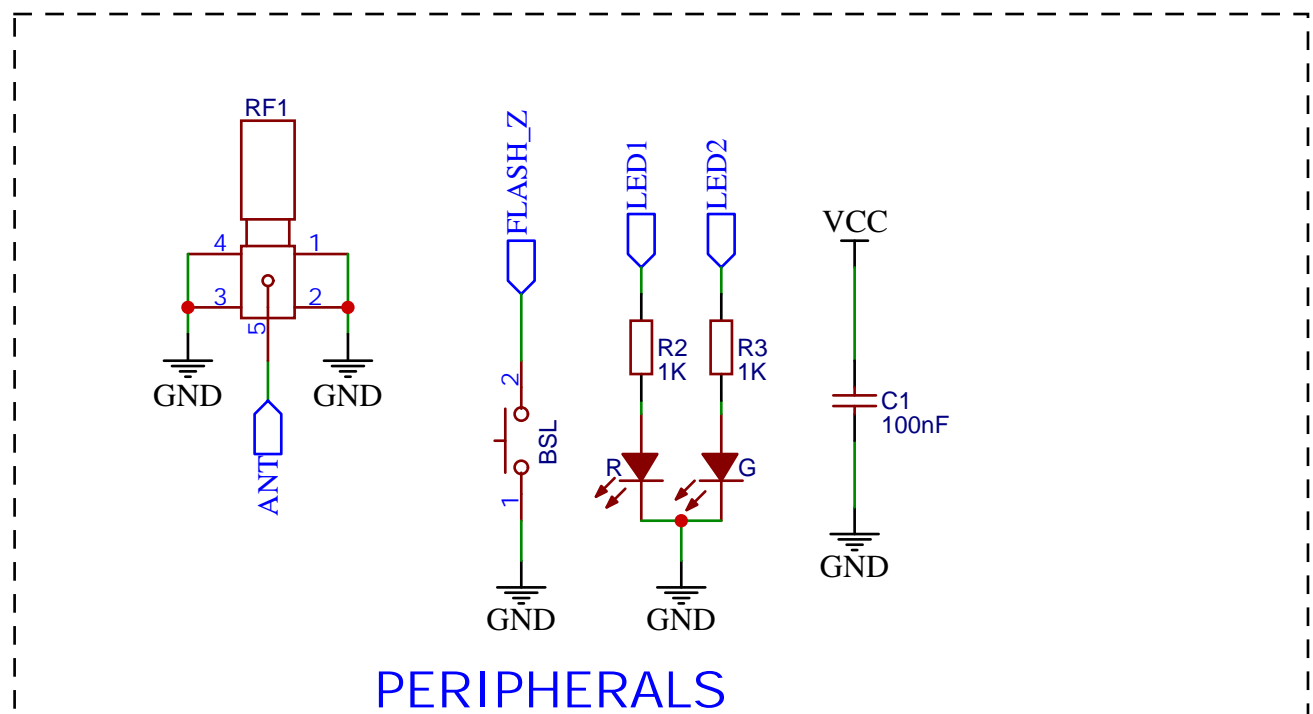 RF1
4
1
3
2
5
GND
GND
ANT
FLASH_Z
2
BSL
1
GND
LED1
LED2
R2
1K
R3
1K
R
G
GND
VCC
C1
100nF
GND
PERIPHERALS